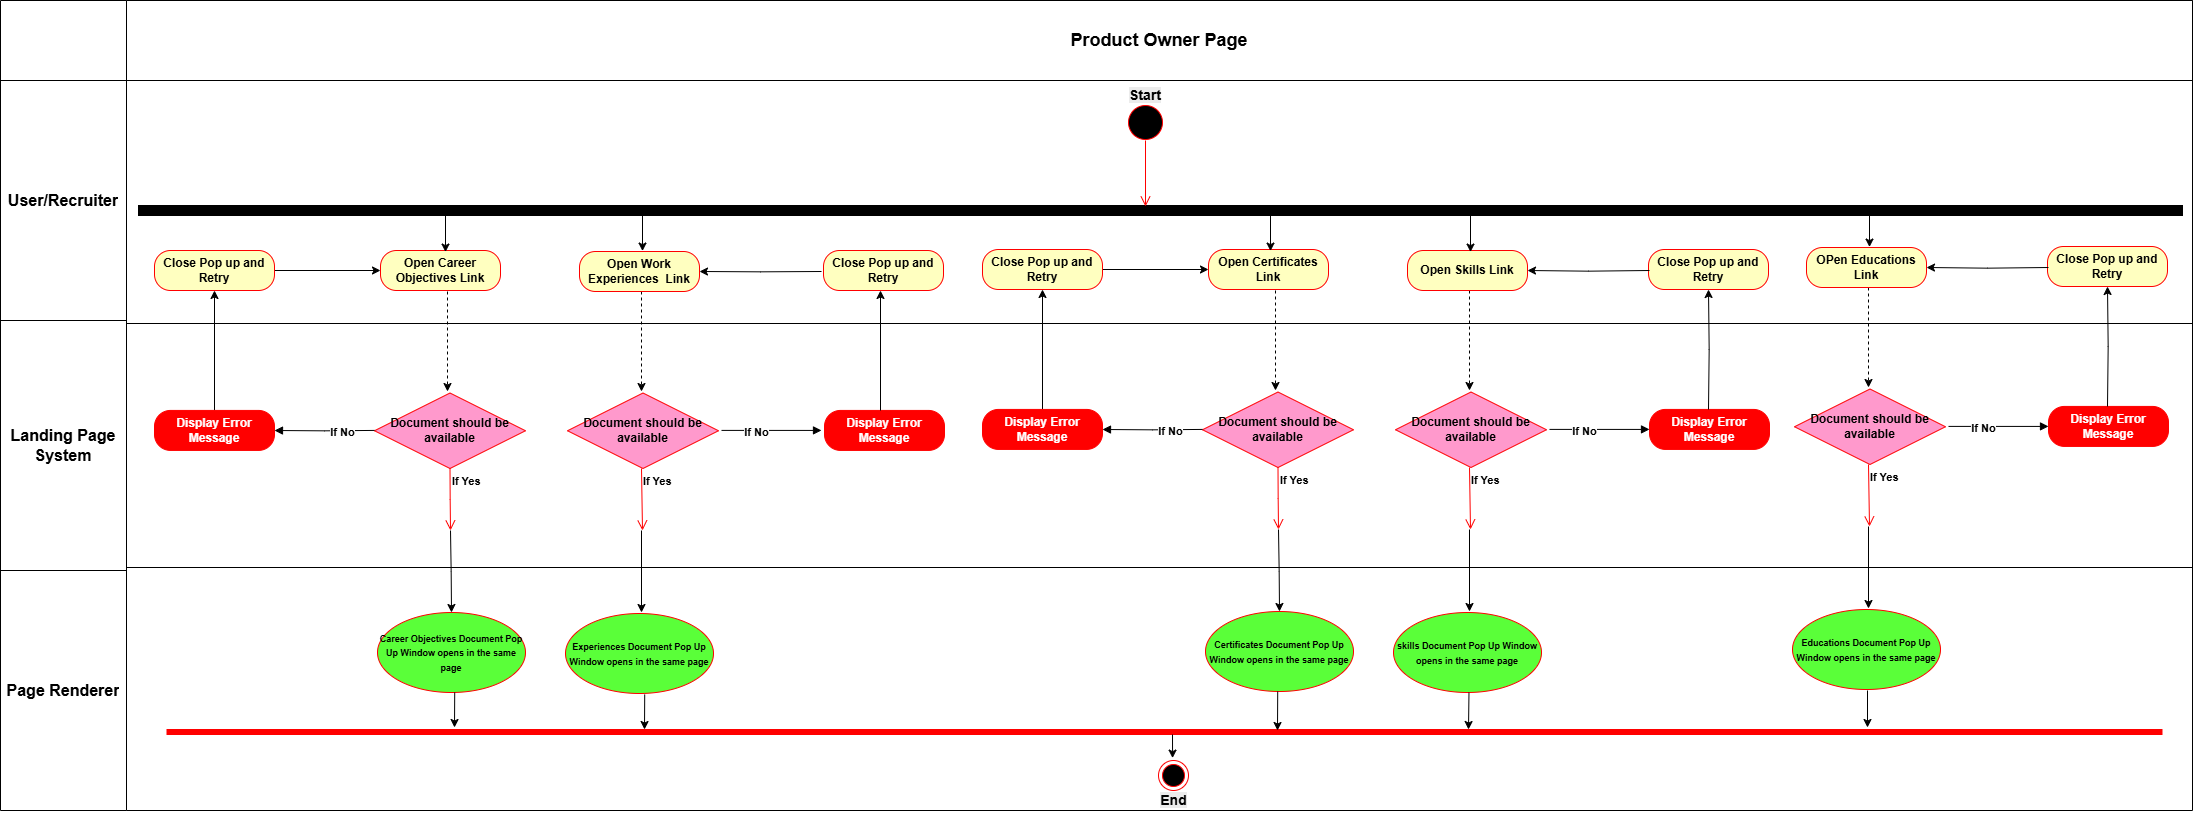 Product Owner Page
Start
User/Recruiter
Close Pop up and
Retry
Open Career
Objectives Link
Open Work
Experiences  Link
Close Pop up and
Retry
Close Pop up and
Retry
Open Certificates
Link
Open Skills Link
Close Pop up and
Retry
OPen Educations
Link
Close Pop up and
Retry
Landing Page
System
Display Error
Message
If No
Document should be
available
If Yes
Document should be
available
If No
If Yes
Display Error
Message
Display Error
Message
If No
Document should be
available
If Yes
Document should be
available
If No
If Yes
Display Error
Message
Document should be
available
If No
If Yes
Display Error
Message
Page Renderer
Career Objectives Document Pop
Up Window opens in the same
page
Experiences Document Pop Up
Window opens in the same page
Certificates Document Pop Up
Window opens in the same page
skills Document Pop Up Window
opens in the same page
Educations Document Pop Up
Window opens in the same page
End